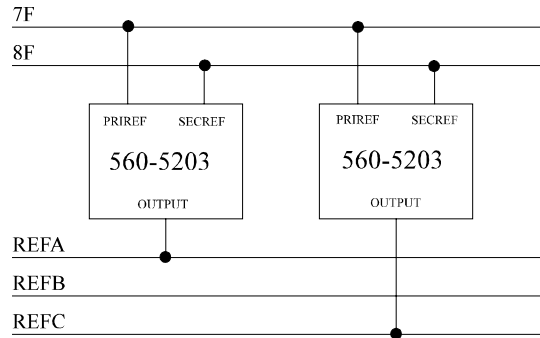 7F
8F
PRIREF SECREF
560-5203
OUTPUT
PRIREF SECREF
560-5203
OUTPUT
REFA
REFB
REFC